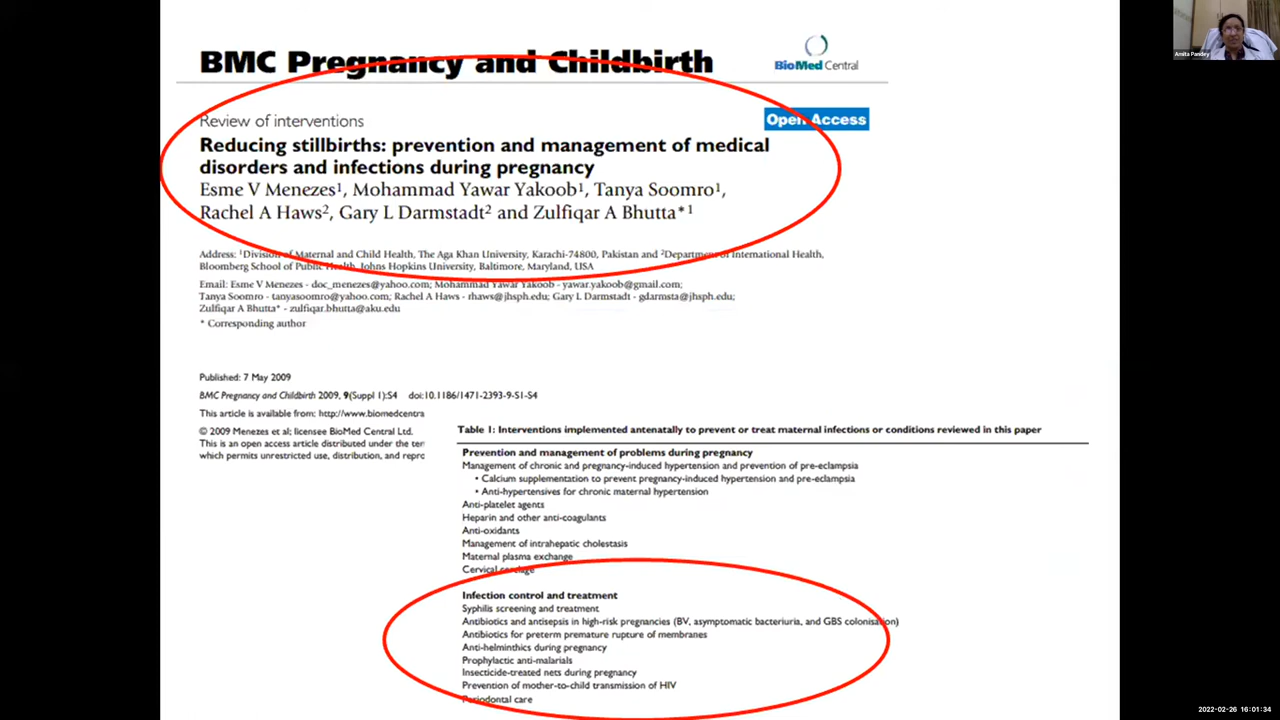 BMC Pregnancy and Childbirth
BioMed Central
Anita Pandey
Review of interventions
Open Access
Reducing stillbirths: prevention and management of medical
disorders and infections during pregnancy
Esme V Menezes¹, Mohammad Yawar Yakoob¹, Tanya Soomro¹,
Rachel A Haws², Gary L Darmstadt² and Zulfiqar A Bhutta*¹
Address: ¹Division of Maternal and Child Health, The Aga Khan University, Karachi-74800, Pakistan and ²Department of International Health,
Bloomberg School of Public Health, Johns Hopkins University, Baltimore, Maryland, USA
Email: Esme V Menezes - doc_menezes@yahoo.com; Mohammad Yawar Yakoob - yawar.yakoob@gmail.com;
Tanya Soomro - tanyasoomro@yahoo.com; Rachel A Haws - rhaws@jhsph.edu; Gary L Darmstadt - gdarmsta@jhsph.edu;
Zulfiqar A Bhutta* - zulfiqar.bhutta@aku.edu
* Corresponding author
Published: 7 May 2009
BMC Pregnancy and Childbirth 2009, 9(Suppl 1):S4 doi:10.1186/1471-2393-9-S1-S4
This article is available from: http://www.biomedcentra
© 2009 Menezes et al; licensee BioMed Central Ltd.
This is an open access article distributed under the ter
which permits unrestricted use, distribution, and repro
Table 1: Interventions implemented antenatally to prevent or treat maternal infections or conditions reviewed in this paper
Prevention and management of problems during pregnancy
Management of chronic and pregnancy-induced hypertension and prevention of pre-eclampsia
• Calcium supplementation to prevent pregnancy-induced hypertension and pre-eclampsia
• Anti-hypertensives for chronic maternal hypertension
Anti-platelet agents
Heparin and other anti-coagulants
Anti-oxidants
Management of intrahepatic cholestasis
Maternal plasma exchange
Cervical cerclage
Infection control and treatment
Syphilis screening and treatment
Antibiotics and antisepsis in high-risk pregnancies (BV, asymptomatic bacteriuria, and GBS colonisation)
Antibiotics for preterm premature rupture of membranes
Anti-helminthics during pregnancy
Prophylactic anti-malarials
Insecticide-treated nets during pregnancy
Prevention of mother-to-child transmission of HIV
Periodontal care
2022-02-26 16:01:34